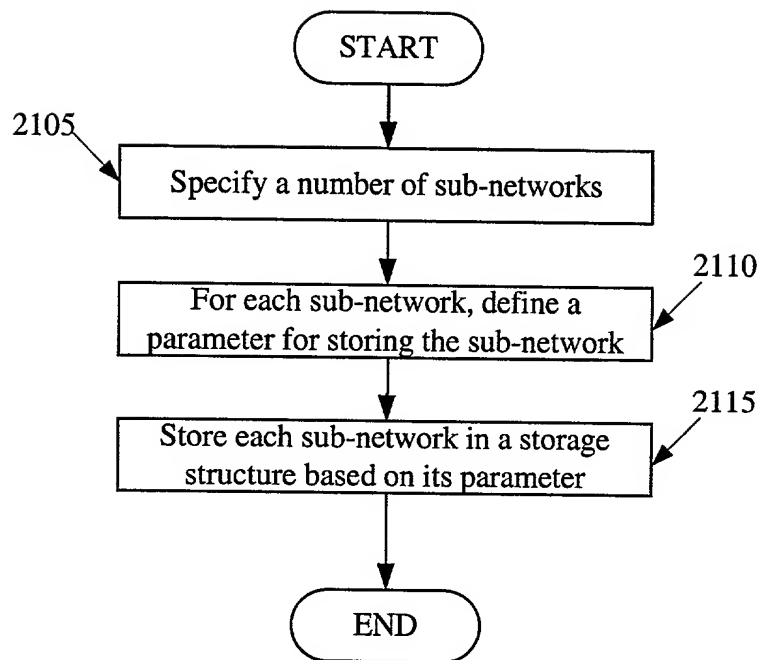 START
2105
Specify a number of sub-networks
2110
For each sub-network, define a
parameter for storing the sub-network
2115
Store each sub-network in a storage
structure based on its parameter
END